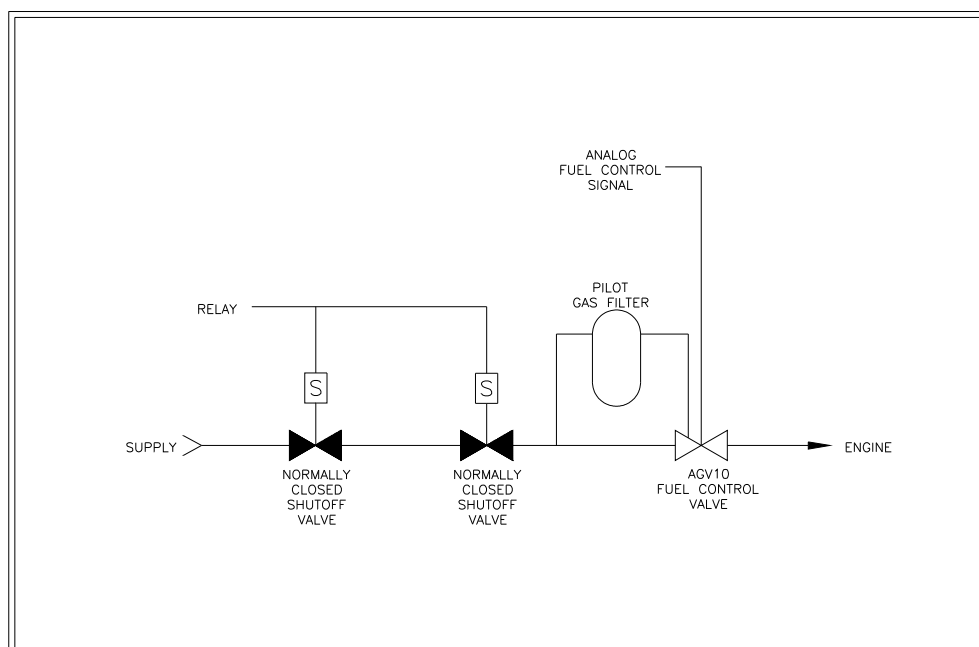 ANALOG
FUEL CONTROL
SIGNAL
PILOT
GAS FILTER
RELAY
S
S
SUPPLY
ENGINE
NORMALLY
CLOSED
SHUTOFF
VALVE
NORMALLY
CLOSED
SHUTOFF
VALVE
AGV10
FUEL CONTROL
VALVE